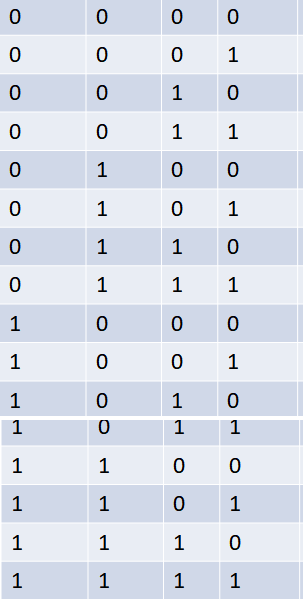 0 0 0 0
0 0 0 1
0 0 1 0
0 0 1 1
0 1 0 0
0 1 0 1
0 1 1 0
0 1 1 1
1 0 0 0
1 0 0 1
1 0 1 0
1 0 1 1
1 1 0 0
1 1 0 1
1 1 1 0
1 1 1 1